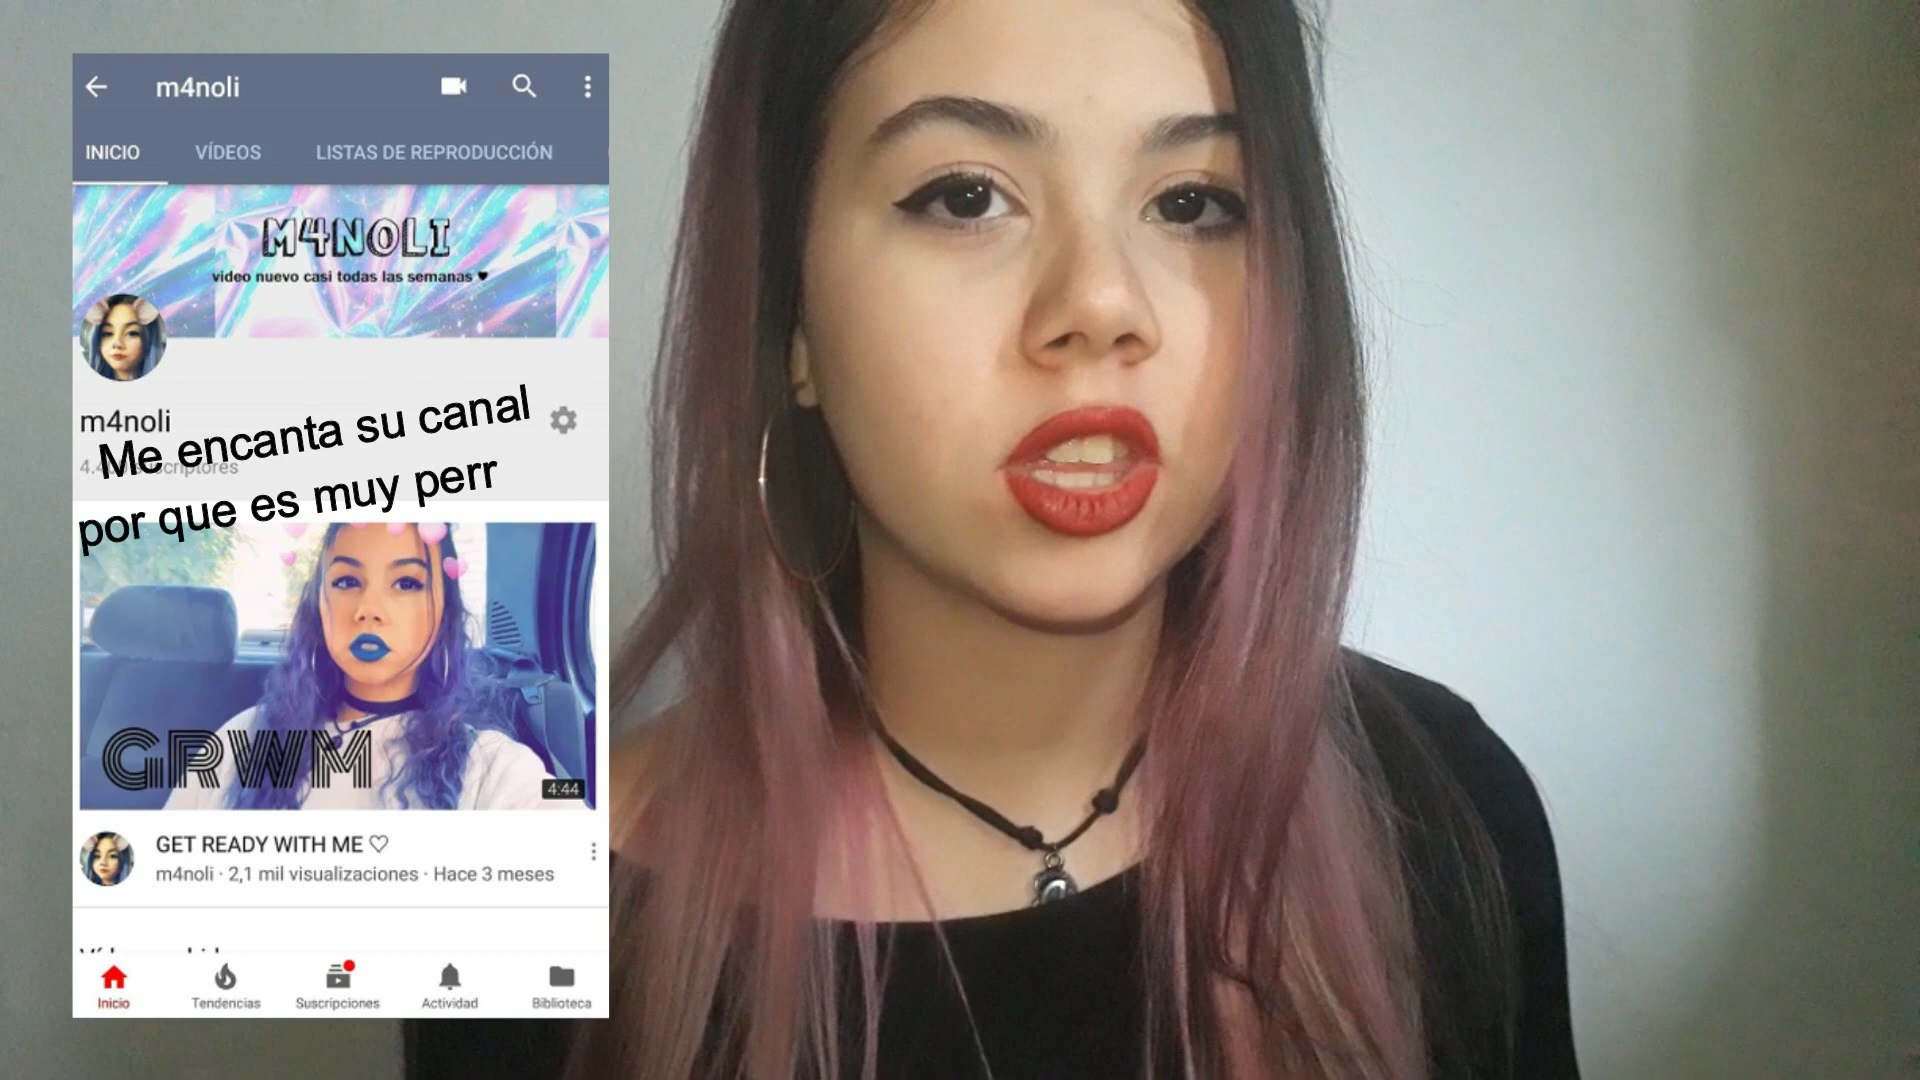 m4noli
INICIO
VÍDEOS
LISTAS DE REPRODUCCIÓN
M4NOLI
video nuevo casi todas las semanas ♥
m4noli
suscriptores
Me encanta su canal
por que es muy perr
GRWM
4:44
GET READY WITH ME ♡
m4noli · 2,1 mil visualizaciones · Hace 3 meses
Inicio
Tendencias
Suscripciones
Actividad
Biblioteca